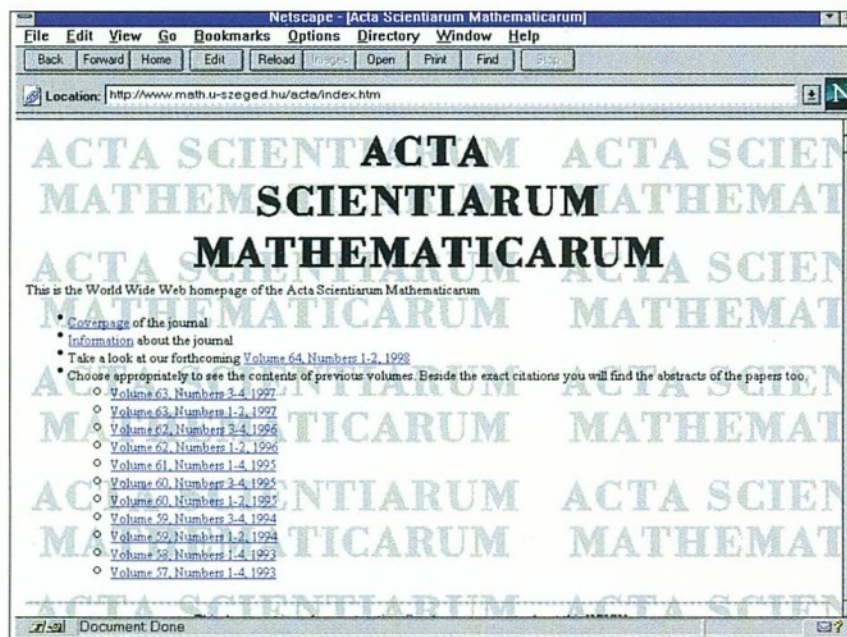 Netscape - [Acta Scientiarum Mathematicarum]
File Edit View Go Bookmarks Options Directory Window Help
Back Forward Home Edit Reload Images Open Print Find Stop
Location: http://www.math.u-szeged.hu/acta/index.htm
ACTA
SCIENTIARUM
MATHEMATICARUM
This is the World Wide Web homepage of the Acta Scientiarum Mathematicarum
Coverpage of the journal
Information about the journal
Take a look at our forthcoming Volume 64, Numbers 1-2, 1998
Choose appropriately to see the contents of previous volumes. Beside the exact citations you will find the abstracts of the papers too.
Volume 63, Numbers 3-4, 1997
Volume 63, Numbers 1-2, 1997
Volume 62, Numbers 3-4, 1996
Volume 62, Numbers 1-2, 1996
Volume 61, Numbers 1-4, 1995
Volume 60, Numbers 3-4, 1995
Volume 60, Numbers 1-2, 1995
Volume 59, Numbers 3-4, 1994
Volume 59, Numbers 1-2, 1994
Volume 58, Numbers 1-4, 1993
Volume 57, Numbers 1-4, 1993
Document Done